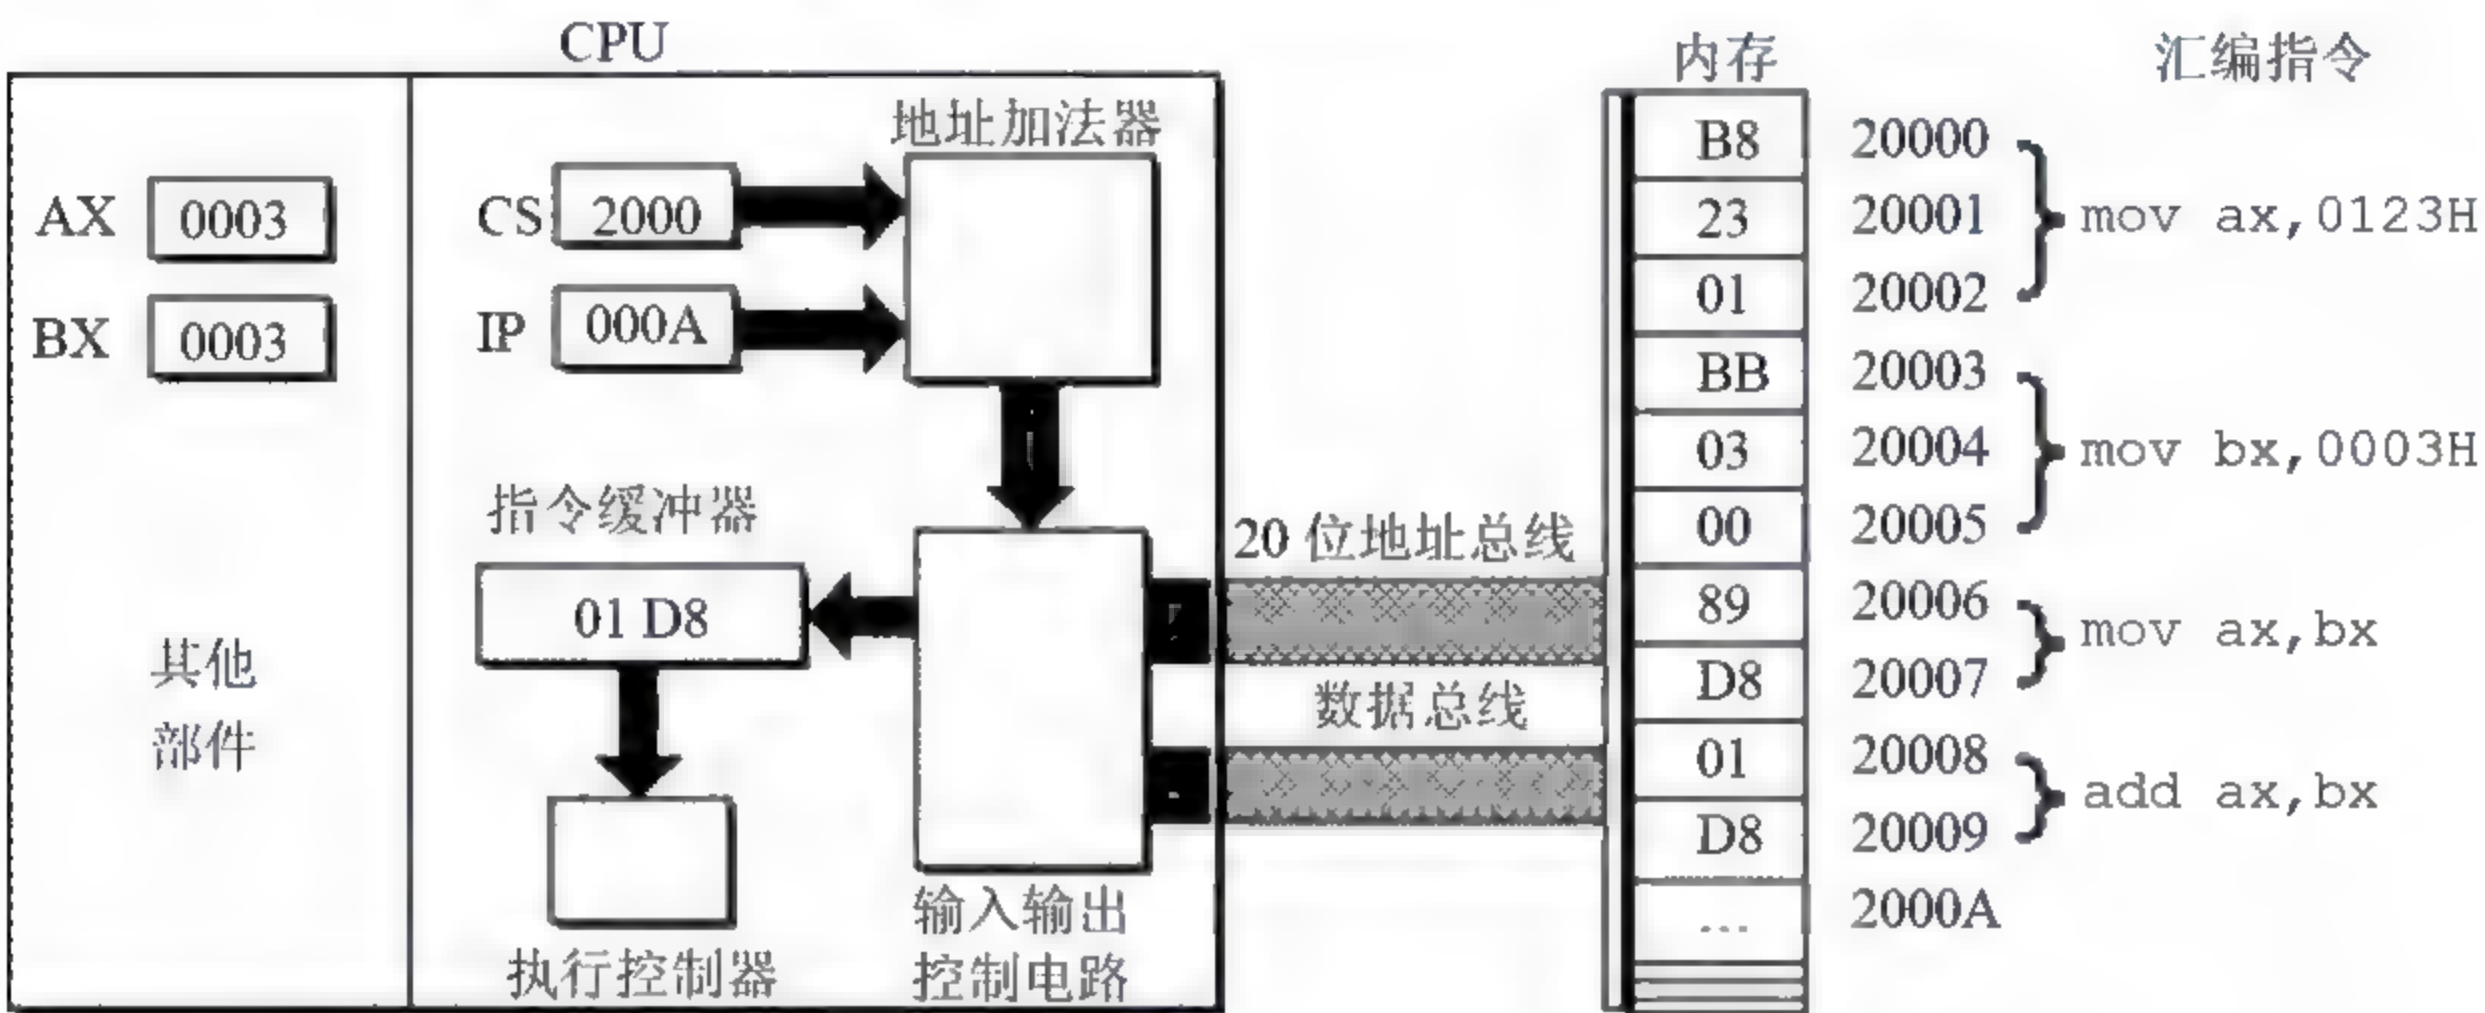 CPU
内存
汇编指令
地址加法器
B8
20000
AX
0003
CS
2000
23
20001
mov ax,0123H
01
20002
BX
0003
IP
000A
BB
20003
03
20004
mov bx,0003H
指令缓冲器
20位地址总线
00
20005
01 D8
89
20006
mov ax,bx
其他
部件
数据总线
D8
20007
01
20008
add ax,bx
D8
20009
输入输出
控制电路
...
2000A
执行控制器